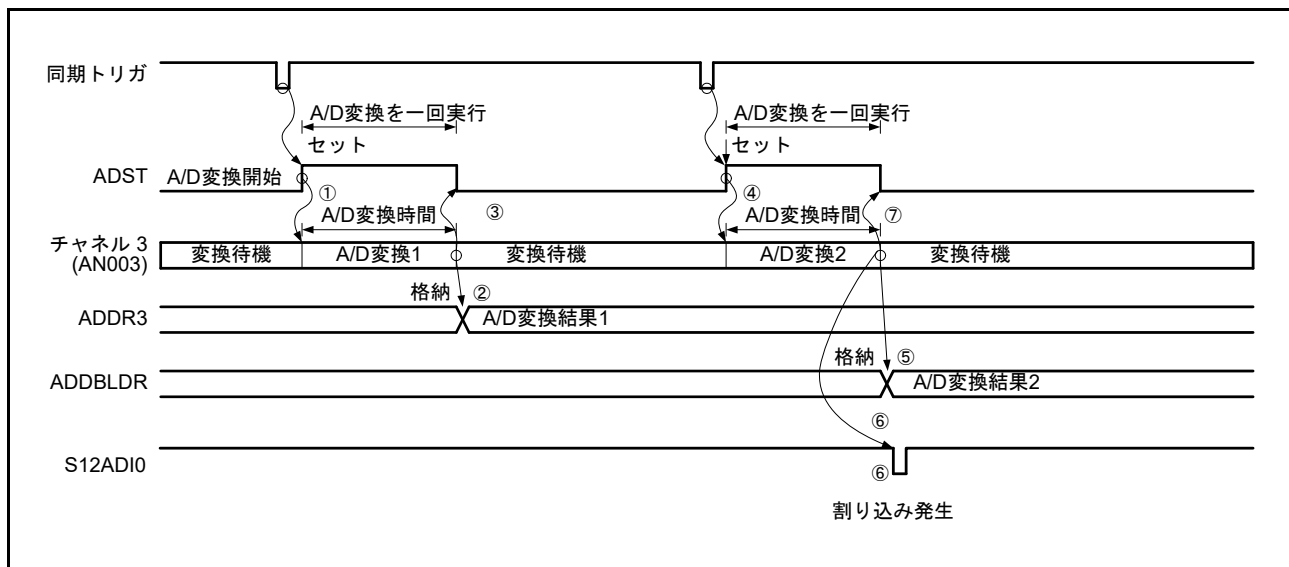 同期トリガ
A/D変換を一回実行
A/D変換を一回実行
セット
セット
ADST
A/D変換開始
①
③
④
⑦
A/D変換時間
A/D変換時間
チャネル 3
(AN003)
変換待機
A/D変換1
変換待機
A/D変換2
変換待機
格納
②
ADDR3
A/D変換結果1
格納
⑤
ADDBLDR
A/D変換結果2
⑥
S12ADI0
⑥
割り込み発生